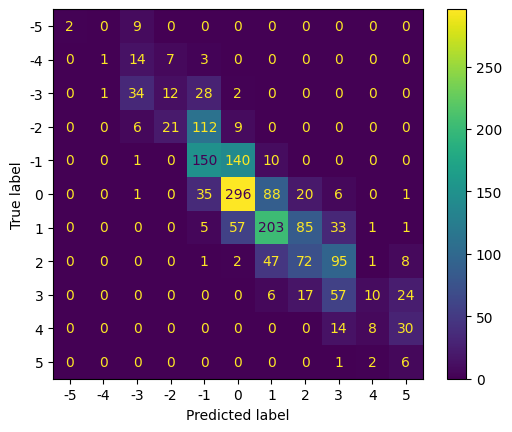 -5 2 0 9 0 0 0 0 0 0 0 0
-4 0 1 14 7 3 0 0 0 0 0 0
-3 0 1 34 12 28 2 0 0 0 0 0
-2 0 0 6 21 112 9 0 0 0 0 0
-1 0 0 1 0 150 140 10 0 0 0 0
0 0 0 1 0 35 296 88 20 6 0 1
1 0 0 0 0 5 57 203 85 33 1 1
2 0 0 0 0 1 2 47 72 95 1 8
3 0 0 0 0 0 0 6 17 57 10 24
4 0 0 0 0 0 0 0 0 14 8 30
5 0 0 0 0 0 0 0 0 1 2 6
-5 -4 -3 -2 -1 0 1 2 3 4 5
Predicted label
True label
250
200
150
100
50
0